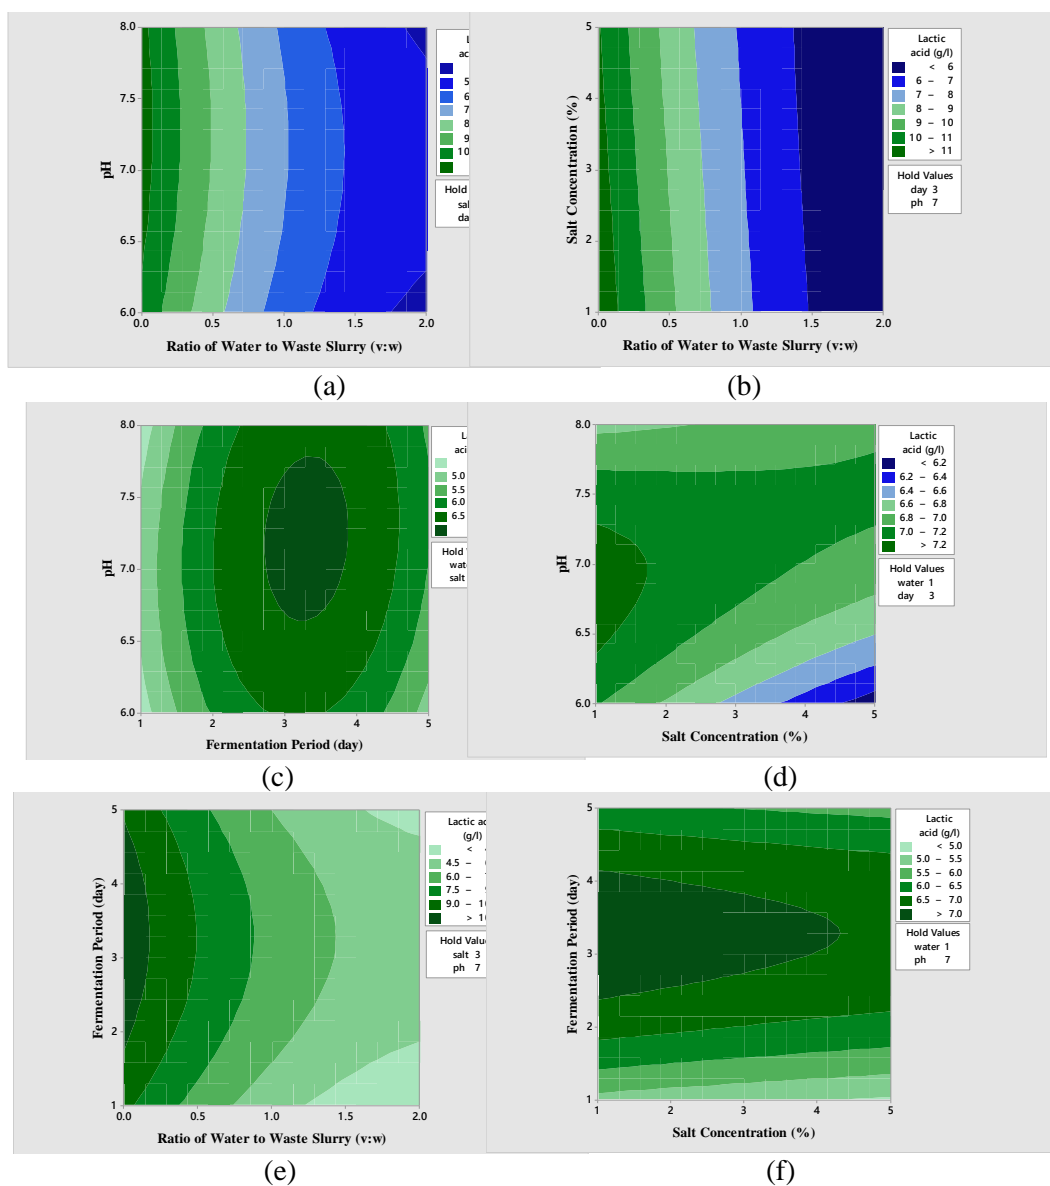 8.0
7.5
7.0
6.5
6.0
pH
0.0 0.5 1.0 1.5 2.0
Ratio of Water to Waste Slurry (v:w)
5
6
7
8
9
10
Hold
(a)
5
4
3
2
1
Salt Concentration (%)
0.0 0.5 1.0 1.5 2.0
Ratio of Water to Waste Slurry (v:w)
Lactic
acid (g/l)
< 6
6 – 7
7 – 8
8 – 9
9 – 10
10 – 11
> 11
Hold Values
day 3
ph 7
(b)
8.0
7.5
7.0
6.5
6.0
pH
1 2 3 4 5
Fermentation Period (day)
5.0
5.5
6.0
6.5
Hold
salt
(c)
8.0
7.5
7.0
6.5
6.0
pH
1 2 3 4 5
Salt Concentration (%)
Lactic
acid (g/l)
< 6.2
6.2 – 6.4
6.4 – 6.6
6.6 – 6.8
6.8 – 7.0
7.0 – 7.2
> 7.2
Hold Values
water 1
day 3
(d)
5
4
3
2
1
Fermentation Period (day)
0.0 0.5 1.0 1.5 2.0
Ratio of Water to Waste Slurry (v:w)
Lactic
(g/l)
<
4.5 –
6.0 –
7.5 –
9.0 –
>
Hold
salt 3
ph 7
(e)
5
4
3
2
1
Fermentation Period (day)
1 2 3 4 5
Salt Concentration (%)
Lactic
acid (g/l)
< 5.0
5.0 – 5.5
5.5 – 6.0
6.0 – 6.5
6.5 – 7.0
> 7.0
Hold Values
water 1
ph 7
(f)